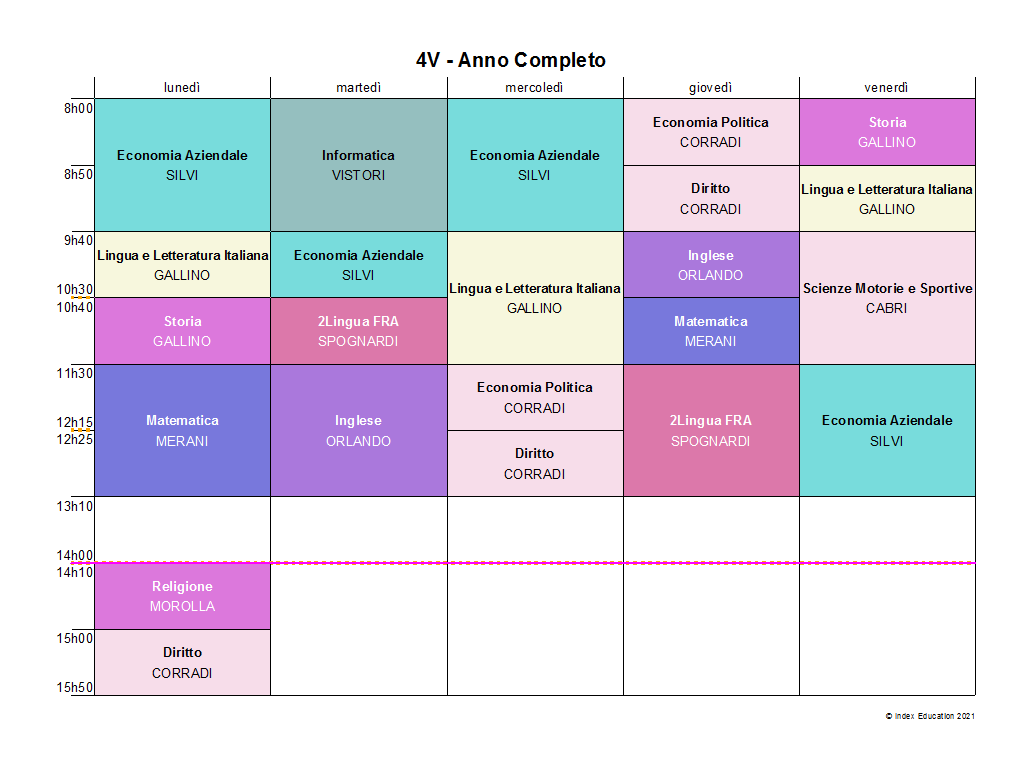 4V - Anno Completo
lunedì martedì mercoledì giovedì venerdì
8h00
Economia Aziendale
SILVI
Informatica
VISTORI
Economia Aziendale
SILVI
Economia Politica
CORRADI
Storia
GALLINO
8h50
Diritto
CORRADI
Lingua e Letteratura Italiana
GALLINO
9h40
Lingua e Letteratura Italiana
GALLINO
Economia Aziendale
SILVI
Lingua e Letteratura Italiana
GALLINO
Inglese
ORLANDO
Scienze Motorie e Sportive
CABRI
10h30
10h40
Storia
GALLINO
2Lingua FRA
SPOGNARDI
Matematica
MERANI
11h30
Matematica
MERANI
Inglese
ORLANDO
Economia Politica
CORRADI
2Lingua FRA
SPOGNARDI
Economia Aziendale
SILVI
12h15
12h25
Diritto
CORRADI
13h10
14h00
14h10
Religione
MOROLLA
15h00
Diritto
CORRADI
15h50
© Index Education 2021